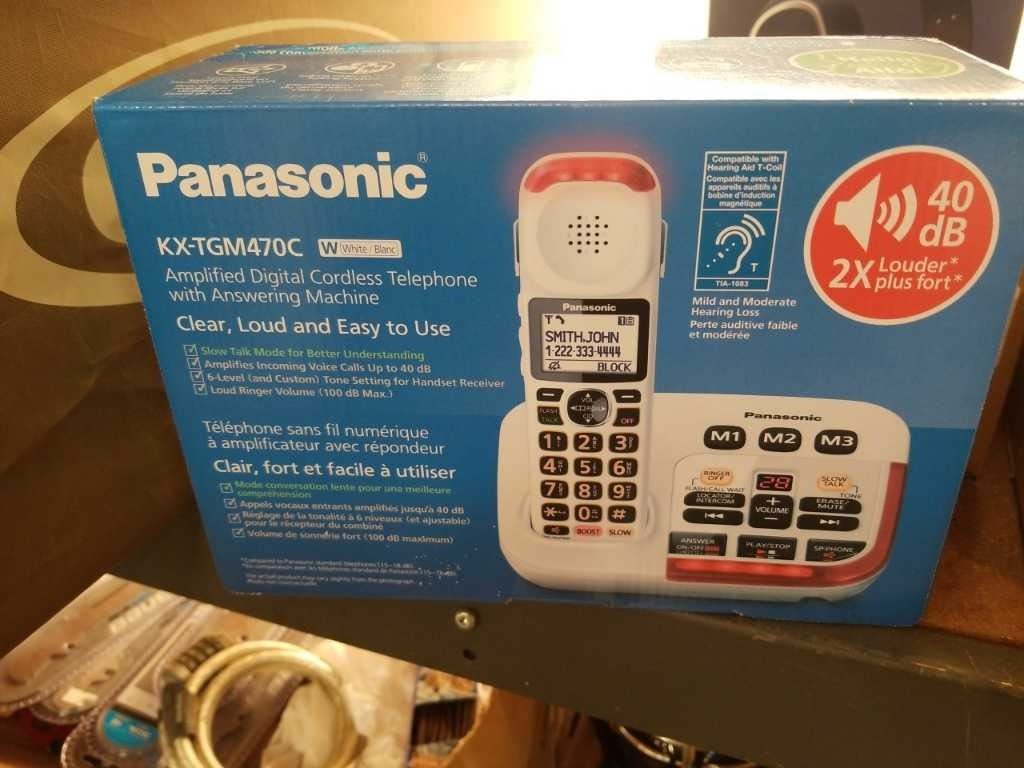 Panasonic®
KX-TGM470C W White / Blanc
Amplified Digital Cordless Telephone
with Answering Machine
Clear, Loud and Easy to Use
Slow Talk Mode for Better Understanding
Amplifies Incoming Voice Calls Up to 40 dB
6-Level (and Custom) Tone Setting for Handset Receiver
Loud Ringer Volume (100 dB Max.)
Téléphone sans fil numérique
à amplificateur avec répondeur
Clair, fort et facile à utiliser
Mode conversation lente pour une meilleure
compréhension
Appels vocaux entrants amplifiés jusqu'à 40 dB
Réglage de la tonalité à 6 niveaux (et ajustable)
pour le récepteur du combiné
Volume de sonnerie fort (100 dB maximum)
Panasonic
SMITH,JOHN
1-222-333-4444
BLOCK
VOL
FLASH
TALK
OFF
1 2 3
4 5 6
7 8 9
* 0 #
BOOST SLOW
Compatible with
Hearing Aid T-Coil
Compatible avec les
appareils auditifs à
bobine d'induction
magnétique
T
TIA-1083
Mild and Moderate
Hearing Loss
Perte auditive faible
et modérée
40
dB
2X Louder*
plus fort*
Panasonic
M1 M2 M3
RINGER
OFF
28
SLOW
TALK
FLASH/CALL WAIT
TONE
LOCATOR/
INTERCOM
+
VOLUME
−
ERASE/
MUTE
ANSWER
ON/OFF
PLAY/STOP
SP-PHONE